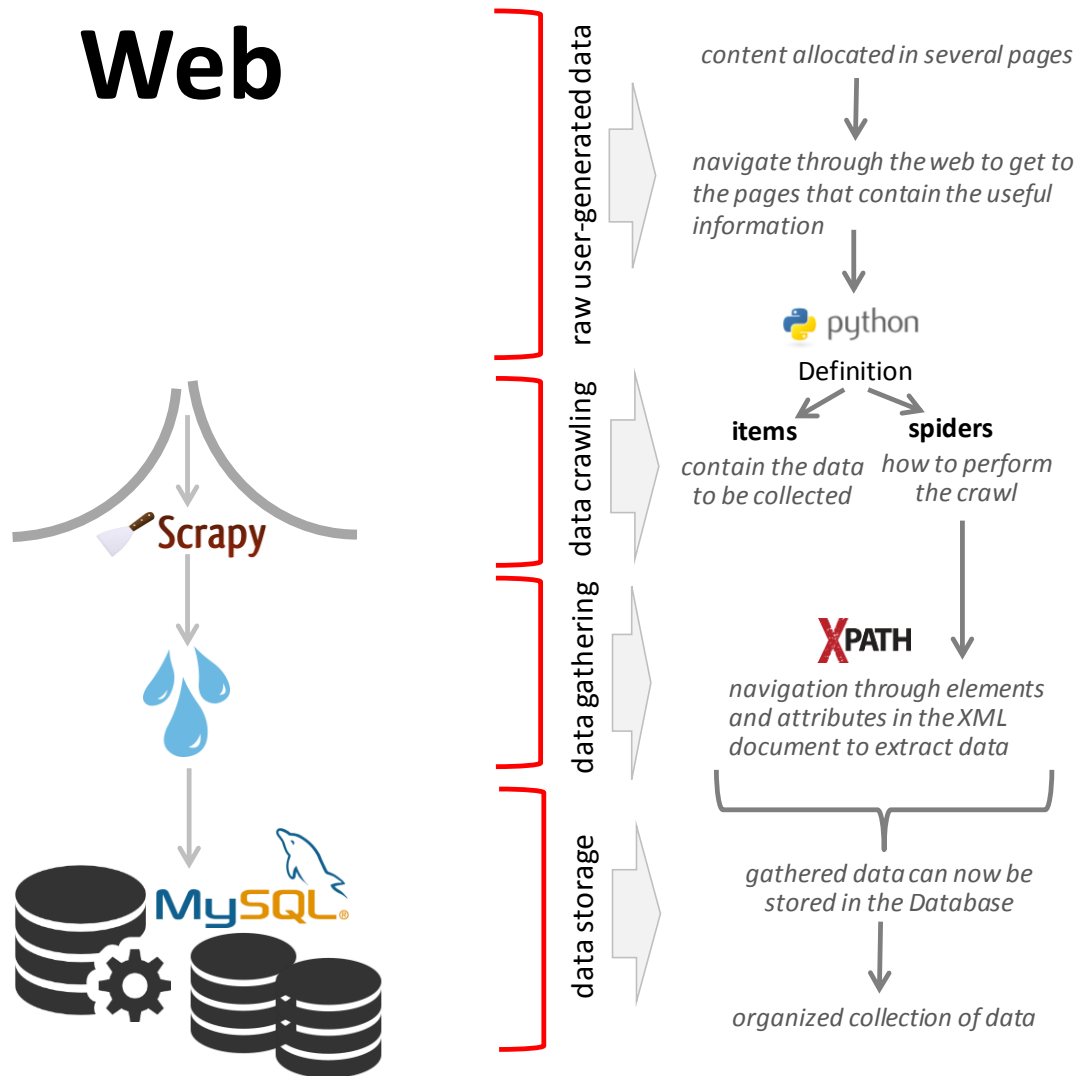 Web
raw user-generated data
content allocated in several pages
navigate through the web to get to
the pages that contain the useful
information
python
Definition
data crawling
items
contain the data
to be collected
spiders
how to perform
the crawl
Scrapy
data gathering
XPATH
navigation through elements
and attributes in the XML
document to extract data
data storage
MySQL®
gathered data can now be
stored in the Database
organized collection of data